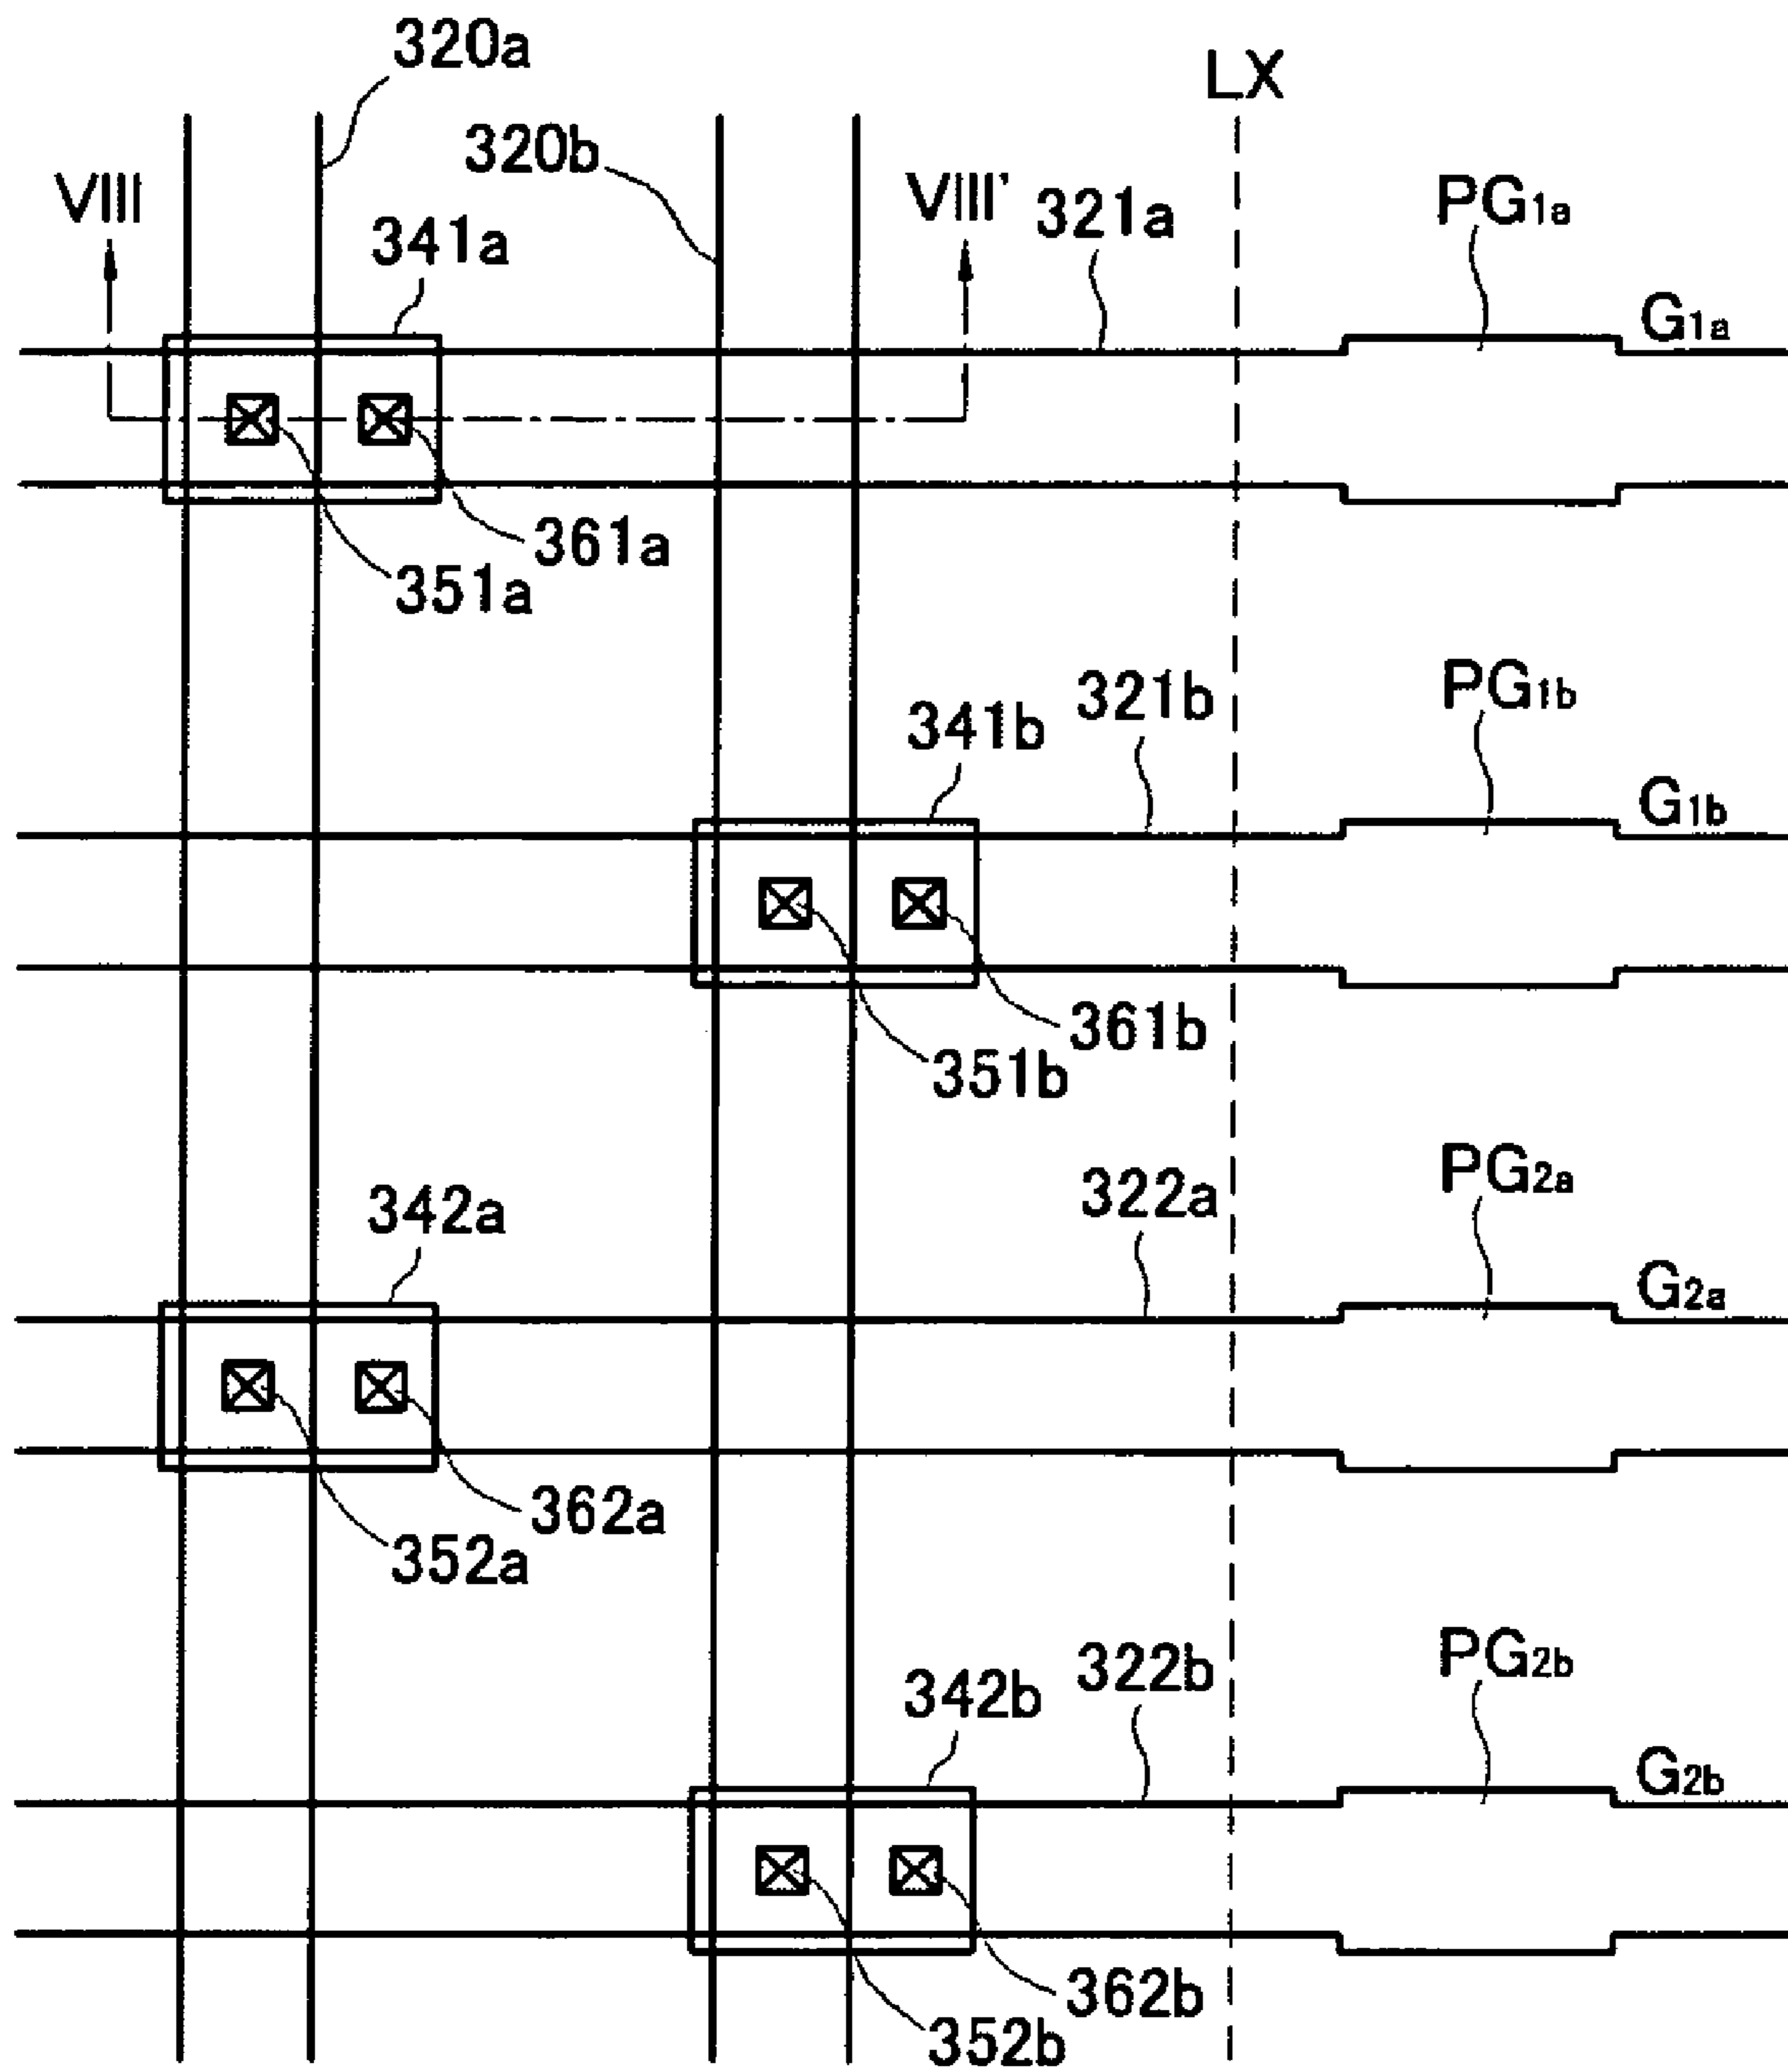 320a
LX
320b
VIII
VIII'
321a
PG1a
341a
G1a
361a
351a
321b
PG1b
341b
G1b
361b
351b
322a
PG2a
342a
G2a
362a
352a
322b
PG2b
342b
G2b
362b
352b